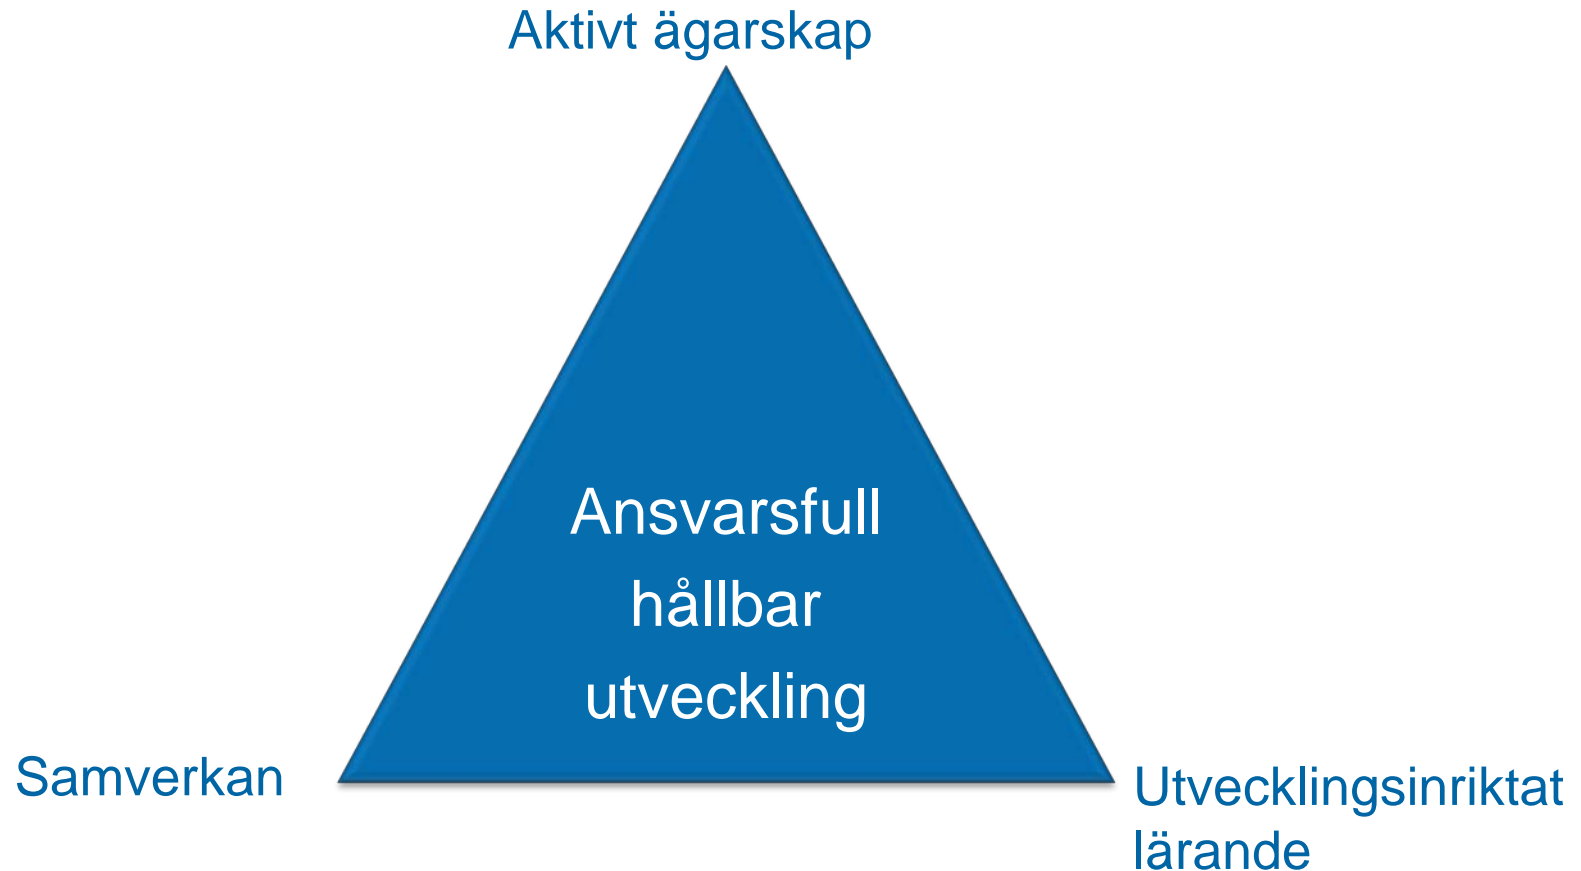 Aktivt ägarskap
Ansvarsfull
hållbar
utveckling
Samverkan
Utvecklingsinriktat
lärande